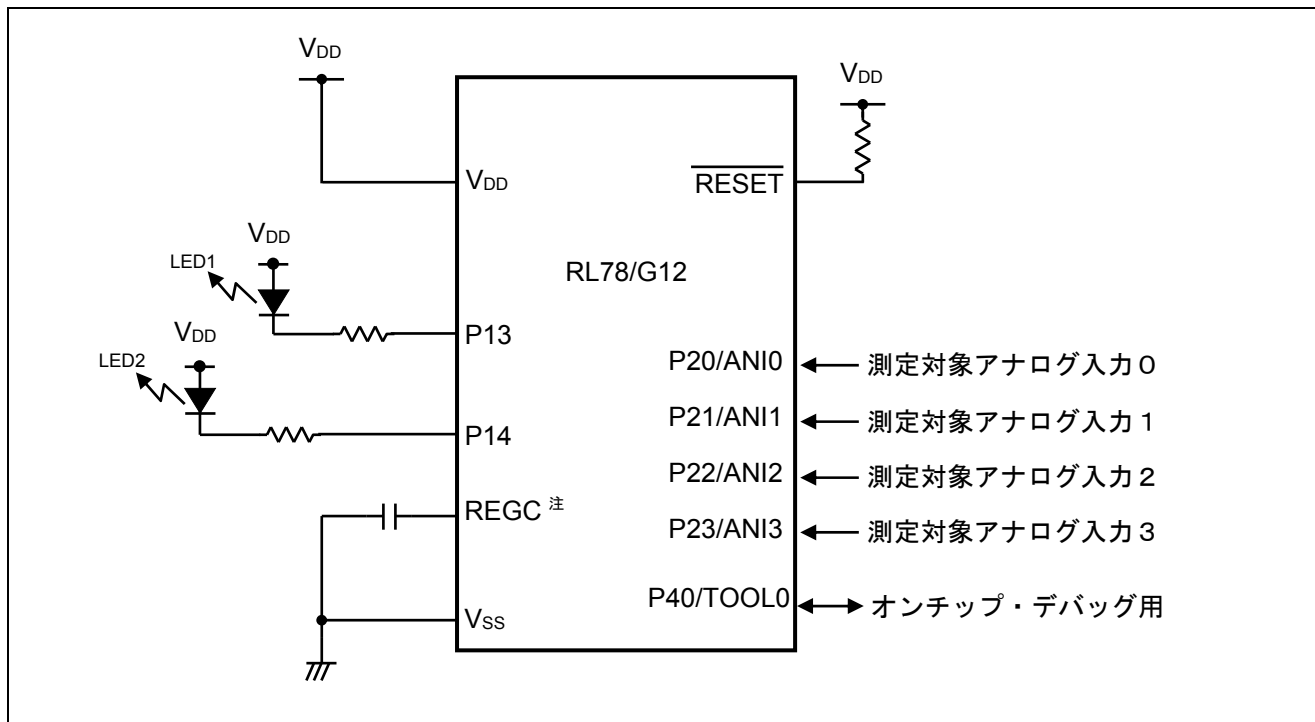 VDD
VDD
VDD
RESET
VDD
LED1
RL78/G12
VDD
P13
LED2
P20/ANI0 測定対象アナログ入力０
P21/ANI1 測定対象アナログ入力１
P14
P22/ANI2 測定対象アナログ入力２
REGC 注
P23/ANI3 測定対象アナログ入力３
P40/TOOL0 オンチップ・デバッグ用
VSS